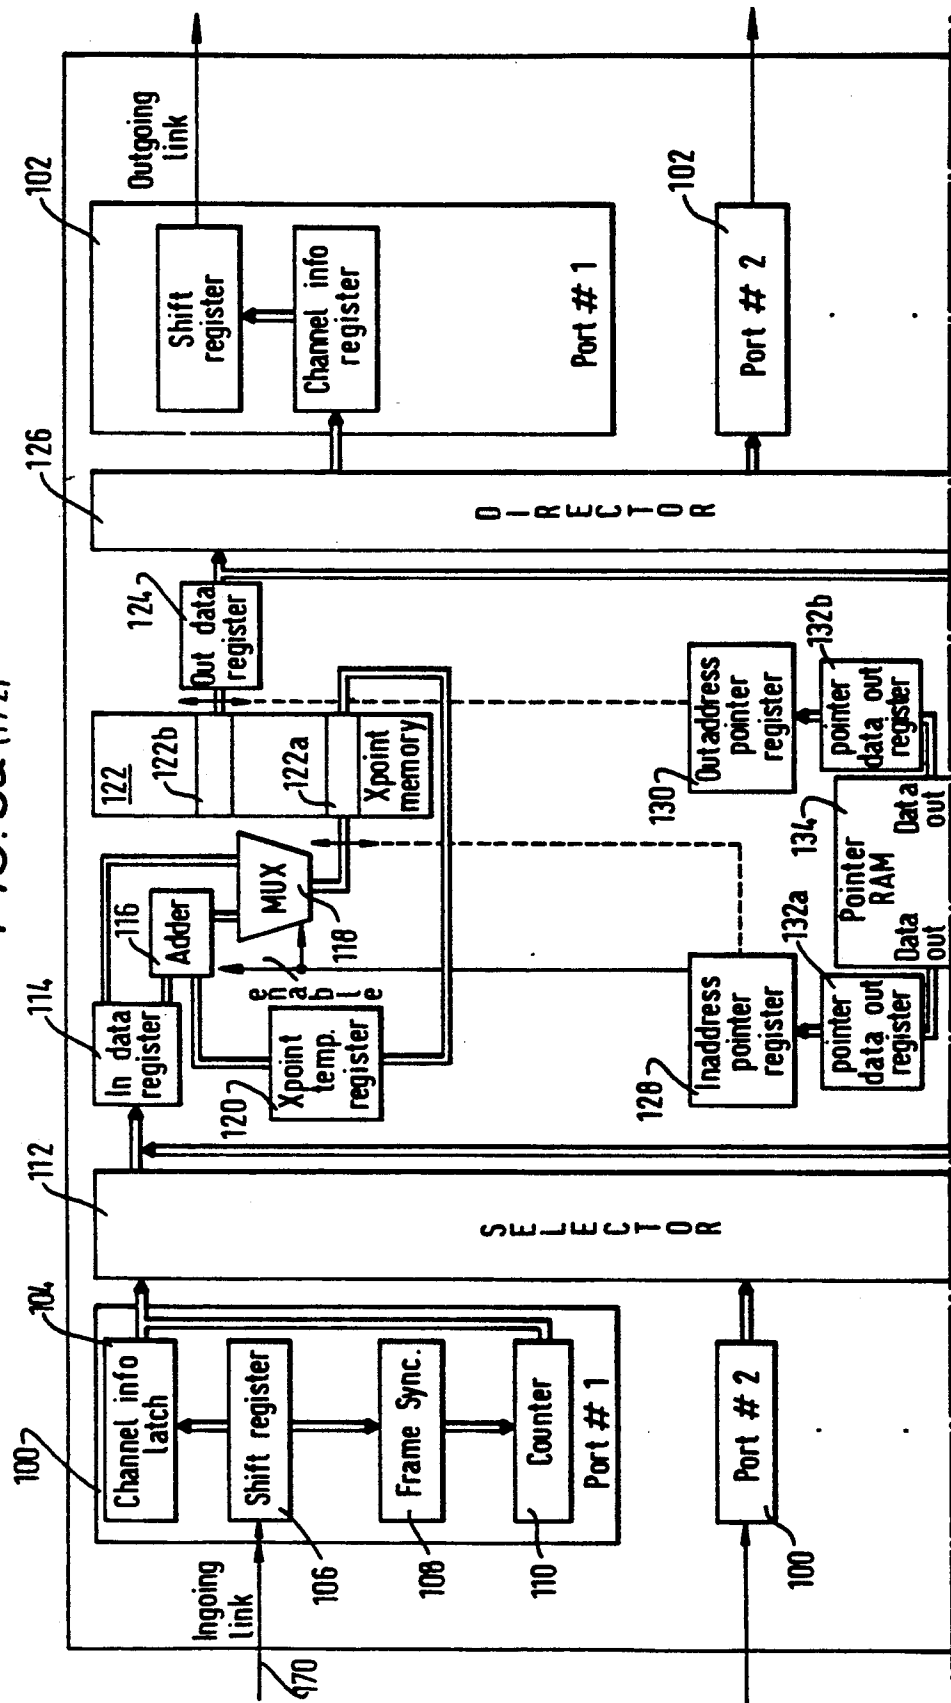 100
104
Channel info
latch
Shift register
106
Frame Sync.
108
Counter
110
Port # 1
Ingoing
link
170
Port # 2
100
112
SELECTOR
114
In data
register
116
Adder
MUX
118
enable
120
Xpoint
temp.
register
122
122b
122a
Xpoint
memory
124
Out data
register
128
Inaddress
pointer
register
130
Outaddress
pointer
register
132a
pointer
data out
register
134
Pointer
RAM
Data
out
Data
out
132b
pointer
data out
register
126
DIRECTOR
102
Shift
register
Channel info
register
Port # 1
Outgoing
link
102
Port # 2